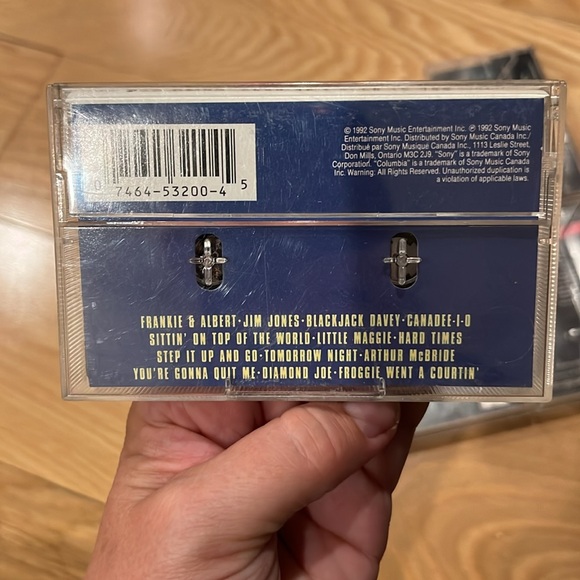 © 1992 Sony Music Entertainment Inc. ℗ 1992 Sony Music
Entertainment Inc. Distributed by Sony Music Canada Inc./
Distribué par Sony Musique Canada Inc., 1113 Leslie Street,
Don Mills, Ontario M3C 2J9. "Sony" is a trademark of Sony
Corporation. "Columbia" is a trademark of Sony Music Canada
Inc. Warning: All Rights Reserved. Unauthorized duplication is
a violation of applicable laws.
0 7464-53200-4 5
FRANKIE & ALBERT·JIM JONES·BLACKJACK DAVEY·CANADEE-I-O
SITTIN' ON TOP OF THE WORLD·LITTLE MAGGIE·HARD TIMES
STEP IT UP AND GO·TOMORROW NIGHT·ARTHUR McBRIDE
YOU'RE GONNA QUIT ME·DIAMOND JOE·FROGGIE WENT A COURTIN'